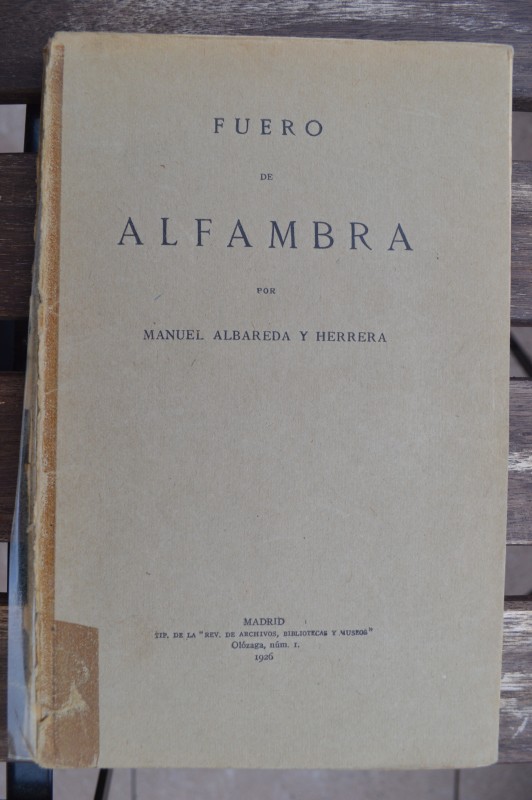 FUERO
DE
ALFAMBRA
POR
MANUEL ALBAREDA Y HERRERA
MADRID
TIP. DE LA "REV. DE ARCHIVOS, BIBLIOTECAS Y MUSEOS"
Olózaga, núm. 1.
1926